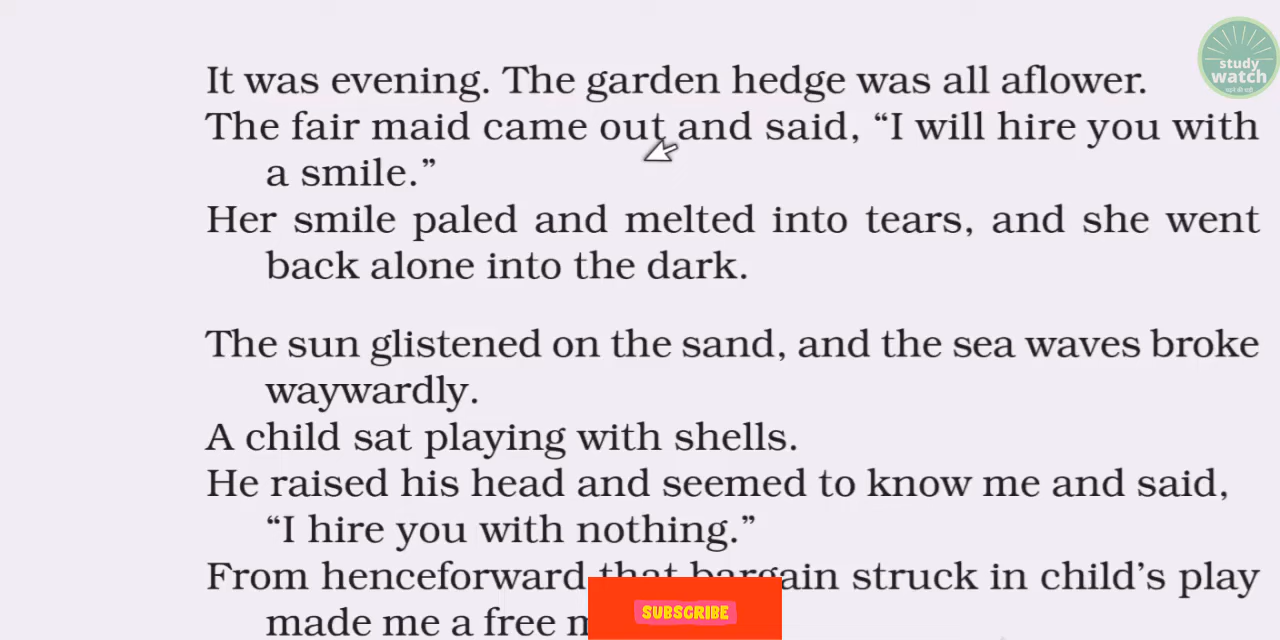 It was evening. The garden hedge was all aflower.
The fair maid came out and said, “I will hire you with
a smile.”
Her smile paled and melted into tears, and she went
back alone into the dark.
The sun glistened on the sand, and the sea waves broke
waywardly.
A child sat playing with shells.
He raised his head and seemed to know me and said,
“I hire you with nothing.”
From henceforward that bargain struck in child’s play
made me a free
SUBSCRIBE
study
watch